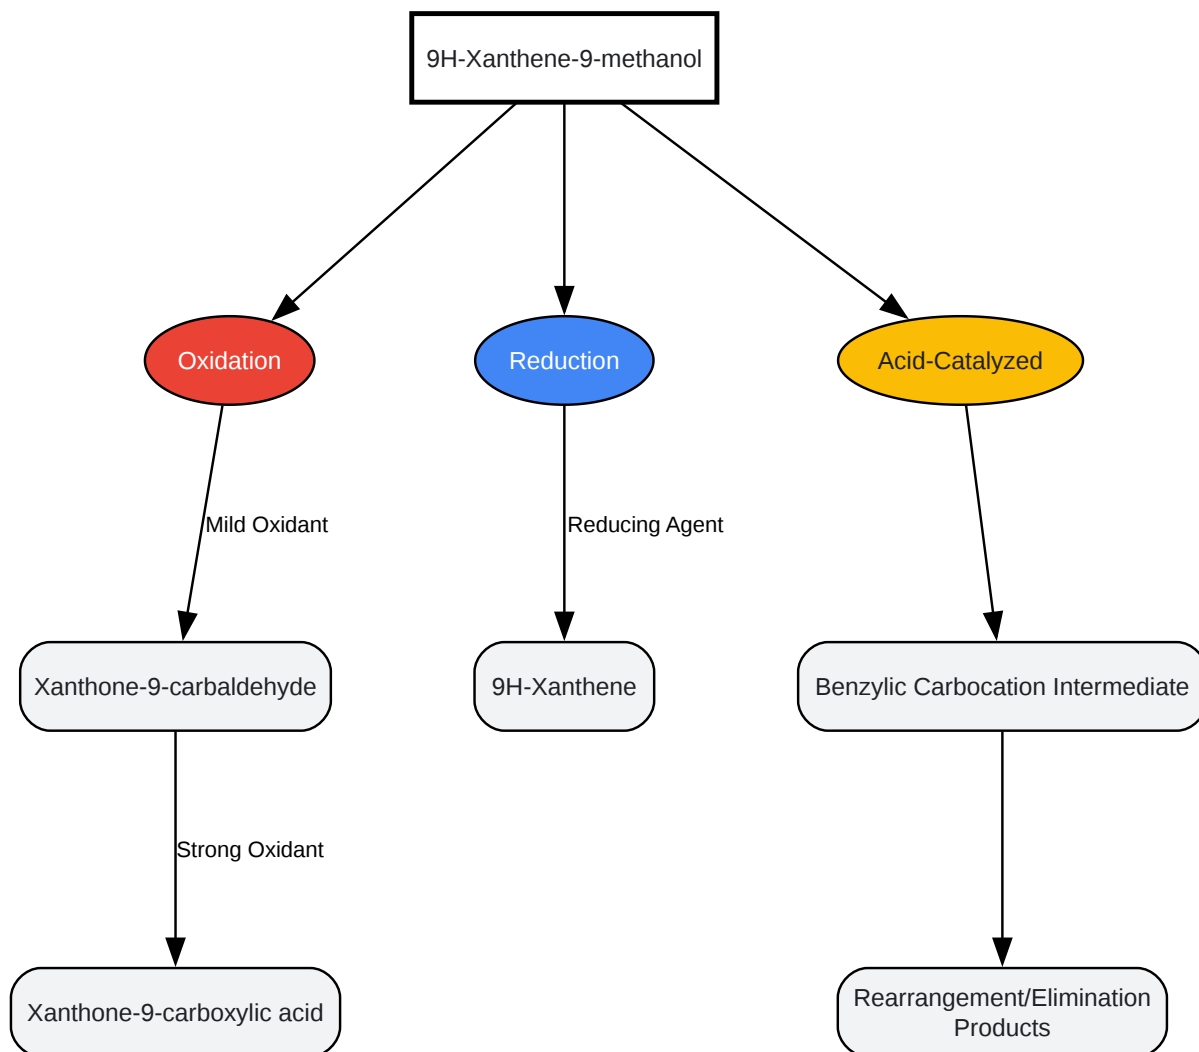 9H-Xanthene-9-methanol
Oxidation
Reduction
Acid-Catalyzed
Mild Oxidant
Reducing Agent
Xanthone-9-carbaldehyde
9H-Xanthene
Benzylic Carbocation Intermediate
Strong Oxidant
Xanthone-9-carboxylic acid
Rearrangement/Elimination
Products